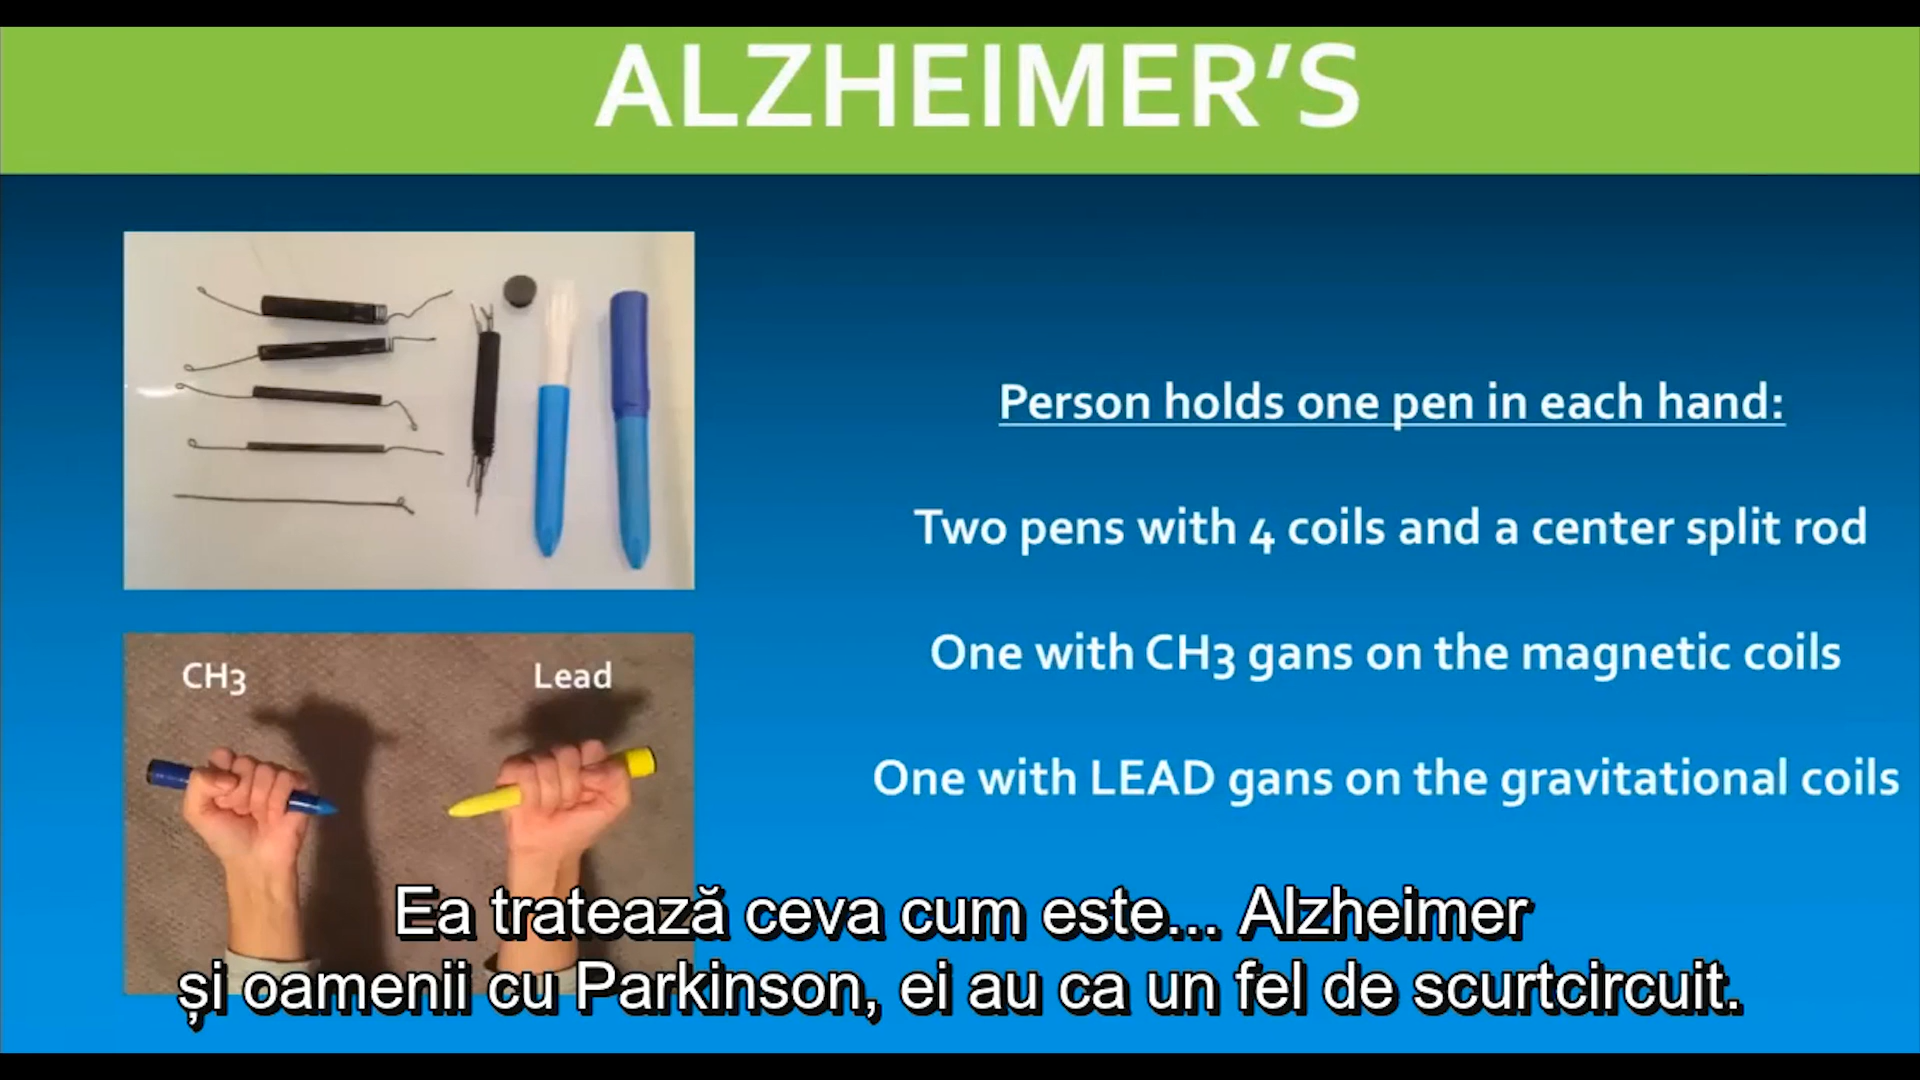 ALZHEIMER'S
Person holds one pen in each hand:
Two pens with 4 coils and a center split rod
One with CH3 gans on the magnetic coils
One with LEAD gans on the gravitational coils
CH3
Lead
Ea tratează ceva cum este... Alzheimer
și oamenii cu Parkinson, ei au ca un fel de scurtcircuit.